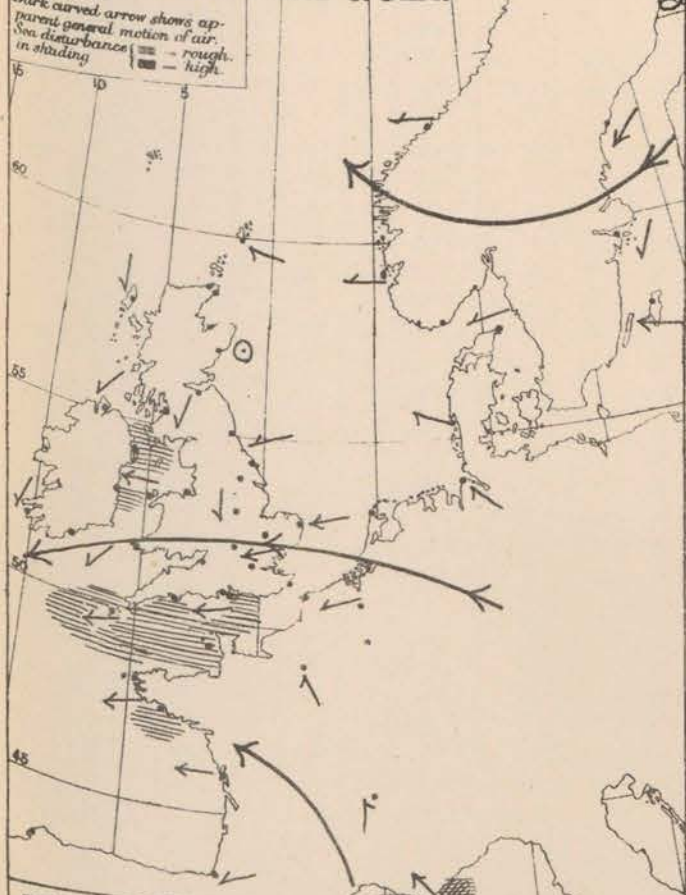 Dark curved arrow shows ap-
parent general motion of air.
Sea disturbance
in shading
- rough.
- high.
15
10
5
60
55
50
45